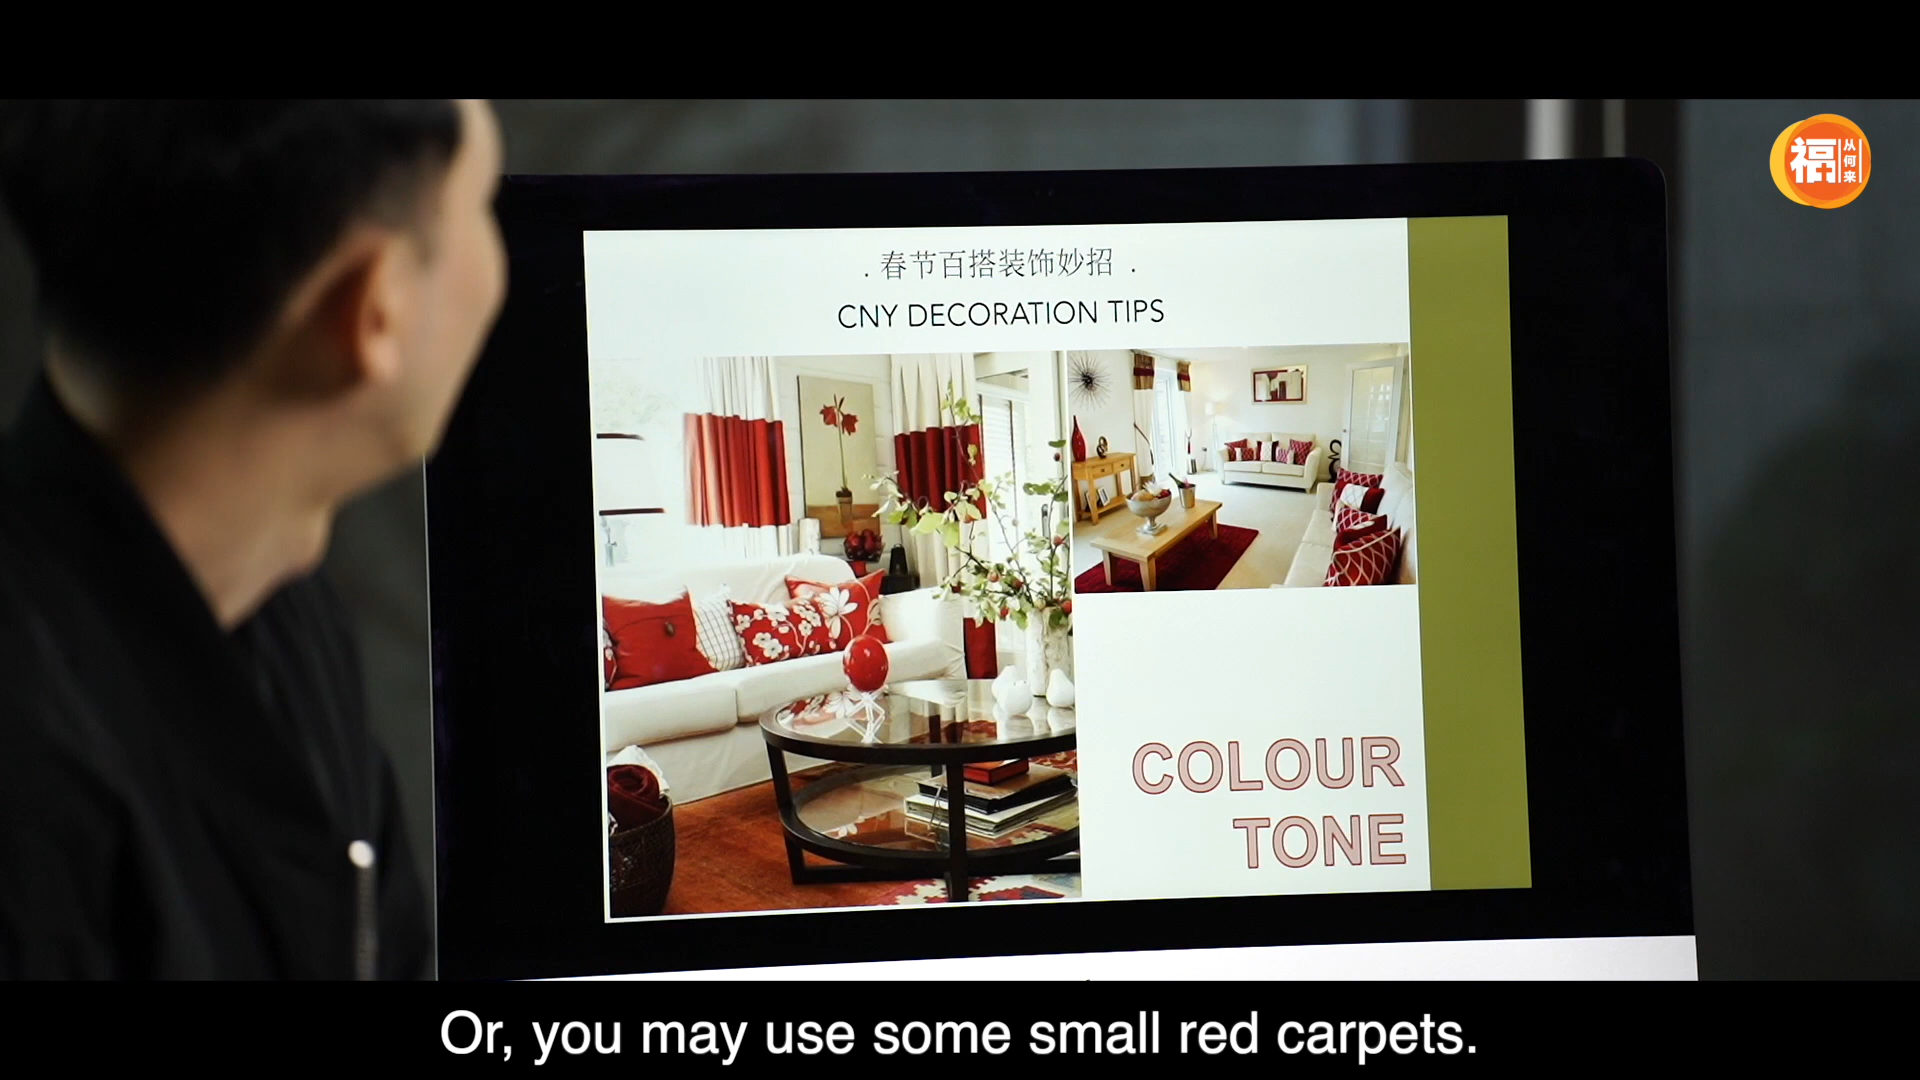 福
从何来
. 春节百搭装饰妙招 .
CNY DECORATION TIPS
COLOUR
TONE
Or, you may use some small red carpets.